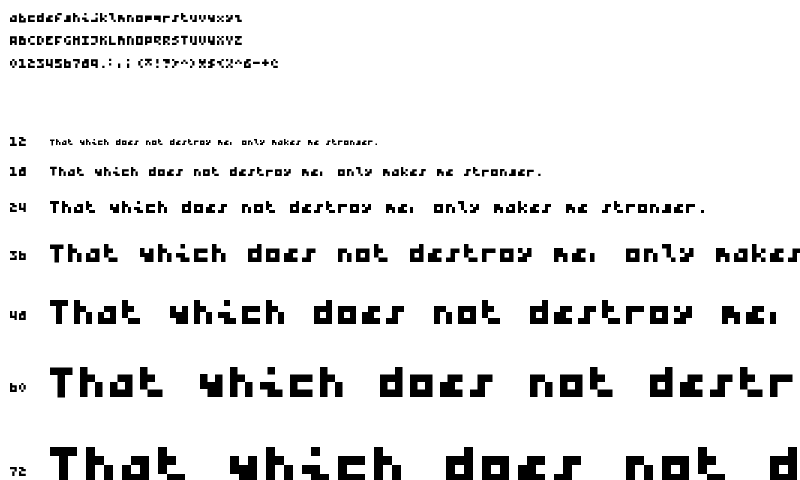 abcdefghijklmnopqrstuvwxyz
ABCDEFGHIJKLMNOPQRSTUVWXYZ
0123456789.:,;
12 That which does not destroy me, only makes me stronger.
18 That which does not destroy me, only makes me stronger.
24 That which does not destroy me, only makes me stronger.
36 That which does not destroy me, only makes
48 That which does not destroy me,
60 That which does not destr
72 That which does not d